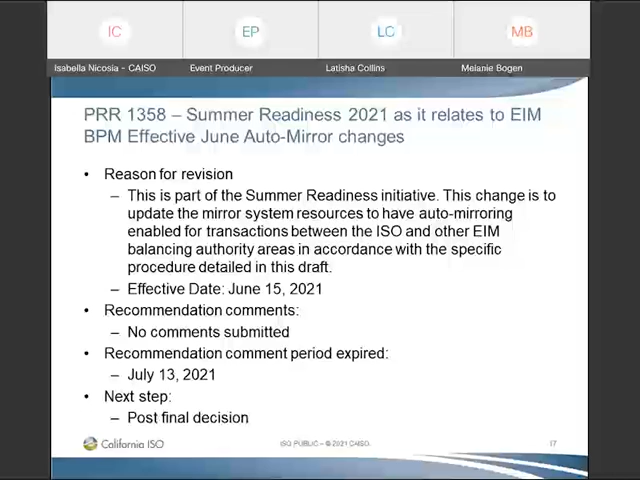 IC EP LC MB
Isabella Nicosia - CAISO Event Producer Latisha Collins Melanie Bogen
PRR 1358 – Summer Readiness 2021 as it relates to EIM
BPM Effective June Auto-Mirror changes
• Reason for revision
– This is part of the Summer Readiness initiative. This change is to
update the mirror system resources to have auto-mirroring
enabled for transactions between the ISO and other EIM
balancing authority areas in accordance with the specific
procedure detailed in this draft.
– Effective Date: June 15, 2021
• Recommendation comments:
– No comments submitted
• Recommendation comment period expired:
– July 13, 2021
• Next step:
– Post final decision
California ISO ISO PUBLIC – © 2021 CAISO 17